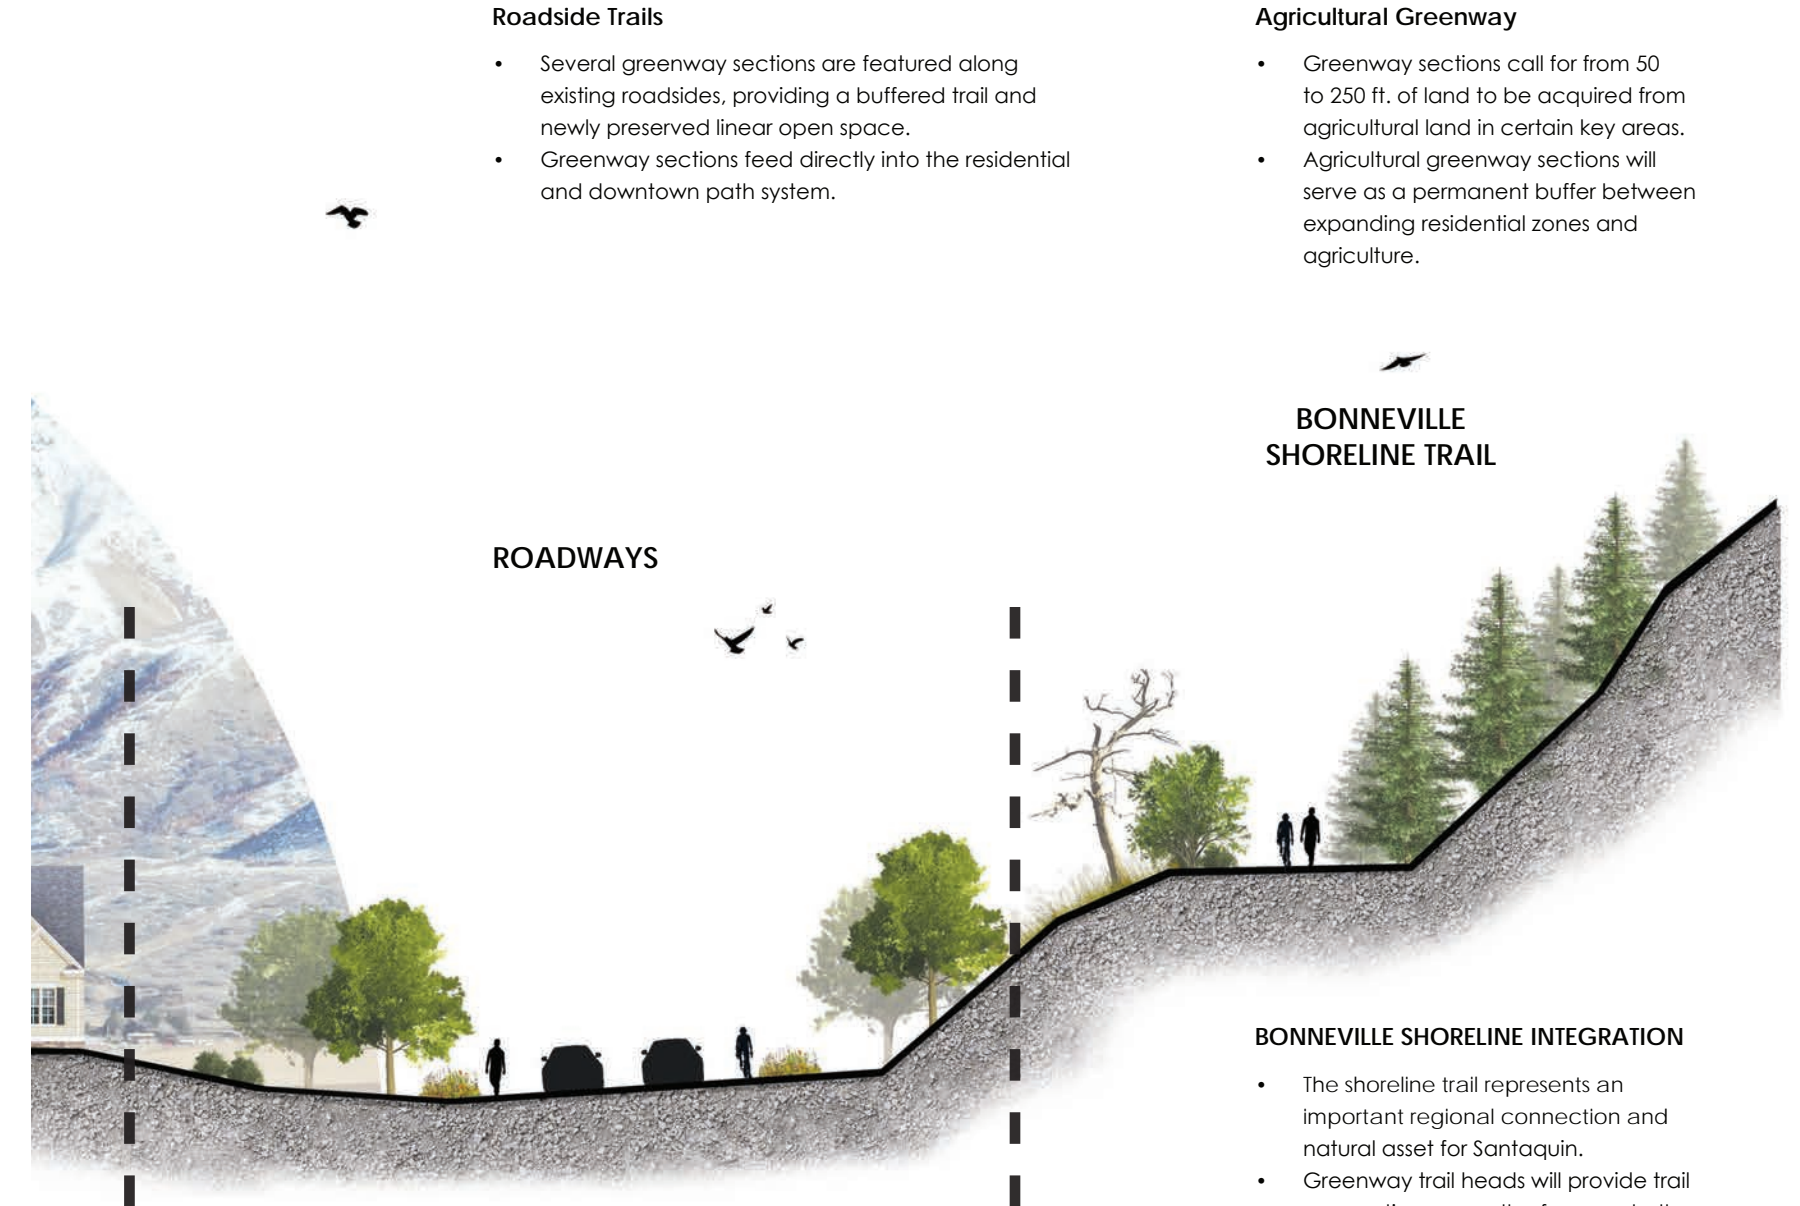 Roadside Trails
• Several greenway sections are featured along
existing roadsides, providing a buffered trail and
newly preserved linear open space.
• Greenway sections feed directly into the residential
and downtown path system.
Agricultural Greenway
• Greenway sections call for from 50
to 250 ft. of land to be acquired from
agricultural land in certain key areas.
• Agricultural greenway sections will
serve as a permanent buffer between
expanding residential zones and
agriculture.
BONNEVILLE
SHORELINE TRAIL
ROADWAYS
BONNEVILLE SHORELINE INTEGRATION
• The shoreline trail represents an
important regional connection and
natural asset for Santaquin.
• Greenway trail heads will provide trail